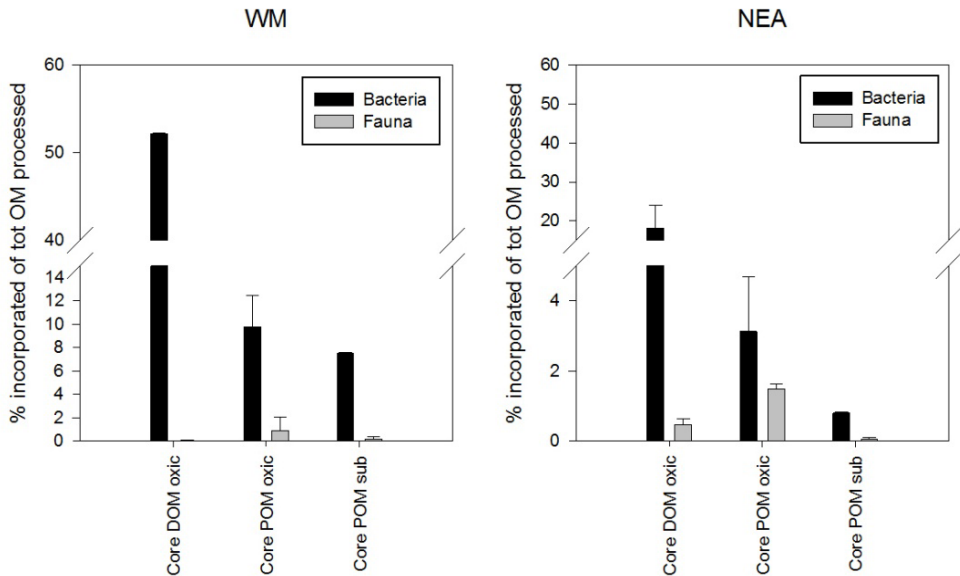 WM
% incorporated of tot OM processed
60
50
40
14
12
10
8
6
4
2
0
Bacteria
Fauna
Core DOM oxic
Core POM oxic
Core POM sub
NEA
% incorporated of tot OM processed
60
50
40
30
20
4
2
0
Bacteria
Fauna
Core DOM oxic
Core POM oxic
Core POM sub